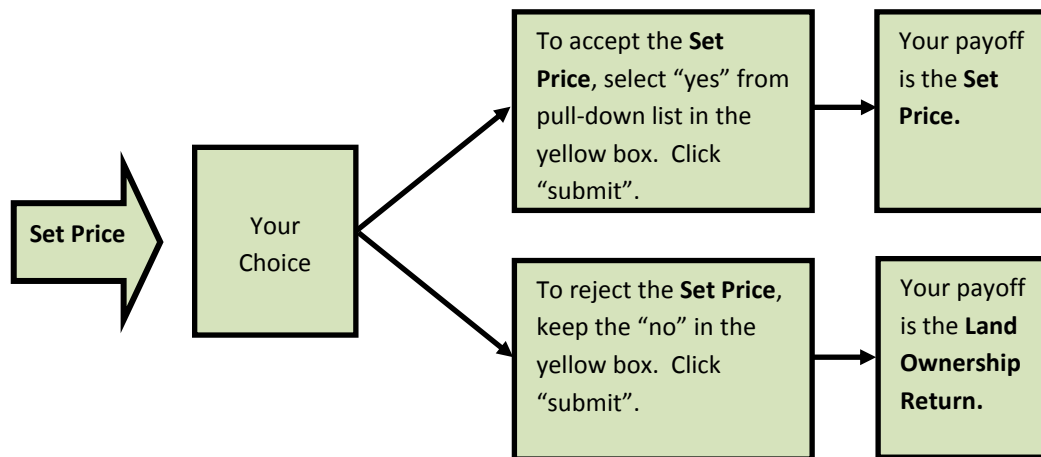 Set Price
Your
Choice
To accept the Set
Price, select “yes” from
pull-down list in the
yellow box.  Click
“submit”.
Your payoff
is the Set
Price.
To reject the Set Price,
keep the “no” in the
yellow box.  Click
“submit”.
Your payoff
is the Land
Ownership
Return.